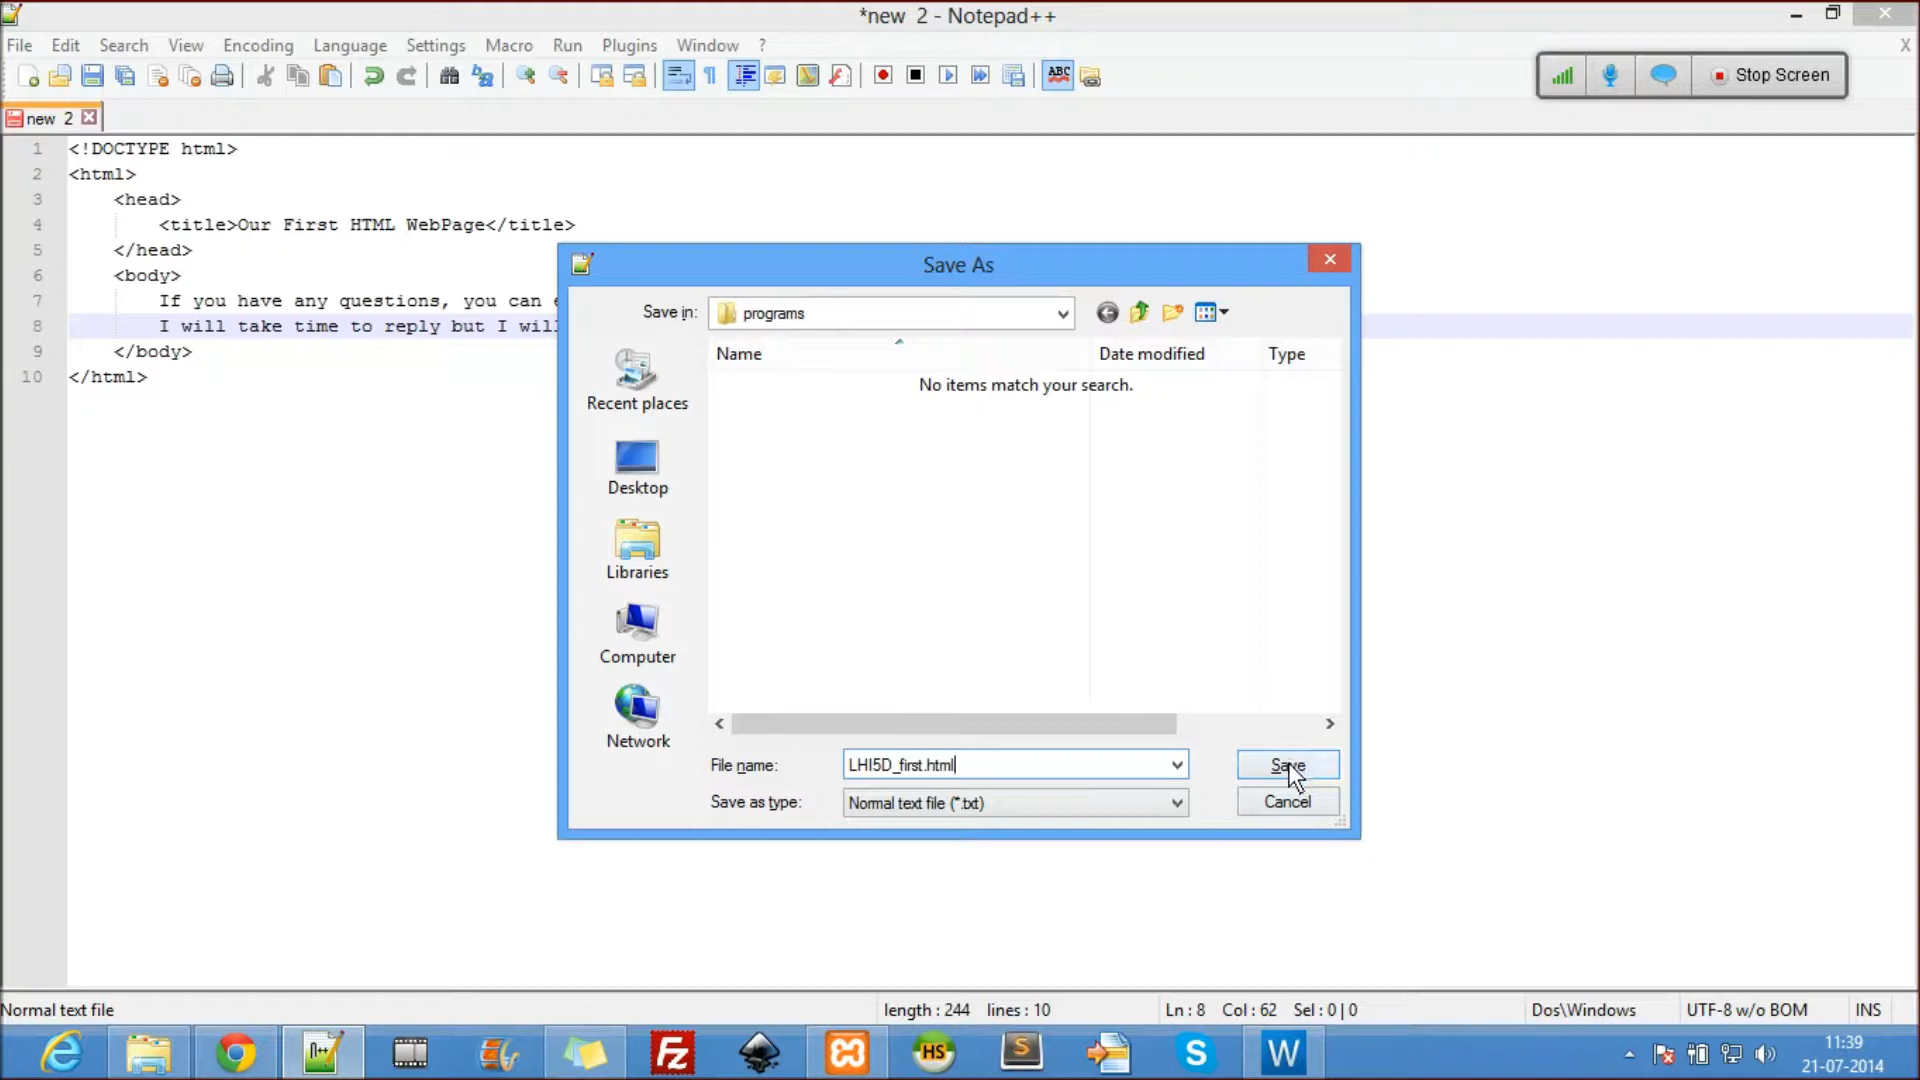 *new  2 - Notepad++
File Edit Search View Encoding Language Settings Macro Run Plugins Window ?
X
ABC
Stop Screen
new  2
1 <!DOCTYPE html>
2 <html>
3 <head>
4 <title>Our First HTML WebPage</title>
5 </head>
6 <body>
7 If you have any questions, you can
8 I will take time to reply but I will
9 </body>
10 </html>
Save As
Save in: programs
Name Date modified Type
No items match your search.
Recent places
Desktop
Libraries
Computer
Network
File name: LHI5D_first.html
Save
Save as type: Normal text file (*.txt)
Cancel
Normal text file length : 244 lines : 10 Ln : 8 Col : 62 Sel : 0 | 0 Dos\Windows UTF-8 w/o BOM INS
n++
Fz
HS
S
S
W
11:39
21-07-2014